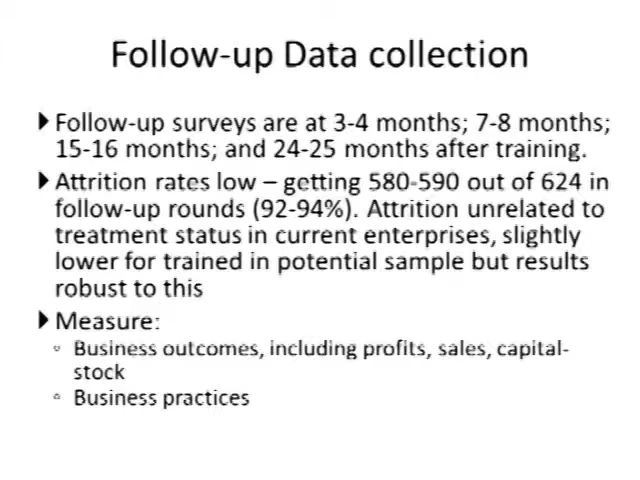 Follow-up Data collection
Follow-up surveys are at 3-4 months; 7-8 months;
15-16 months; and 24-25 months after training.
Attrition rates low – getting 580-590 out of 624 in
follow-up rounds (92-94%). Attrition unrelated to
treatment status in current enterprises, slightly
lower for trained in potential sample but results
robust to this
Measure:
Business outcomes, including profits, sales, capital-
stock
Business practices